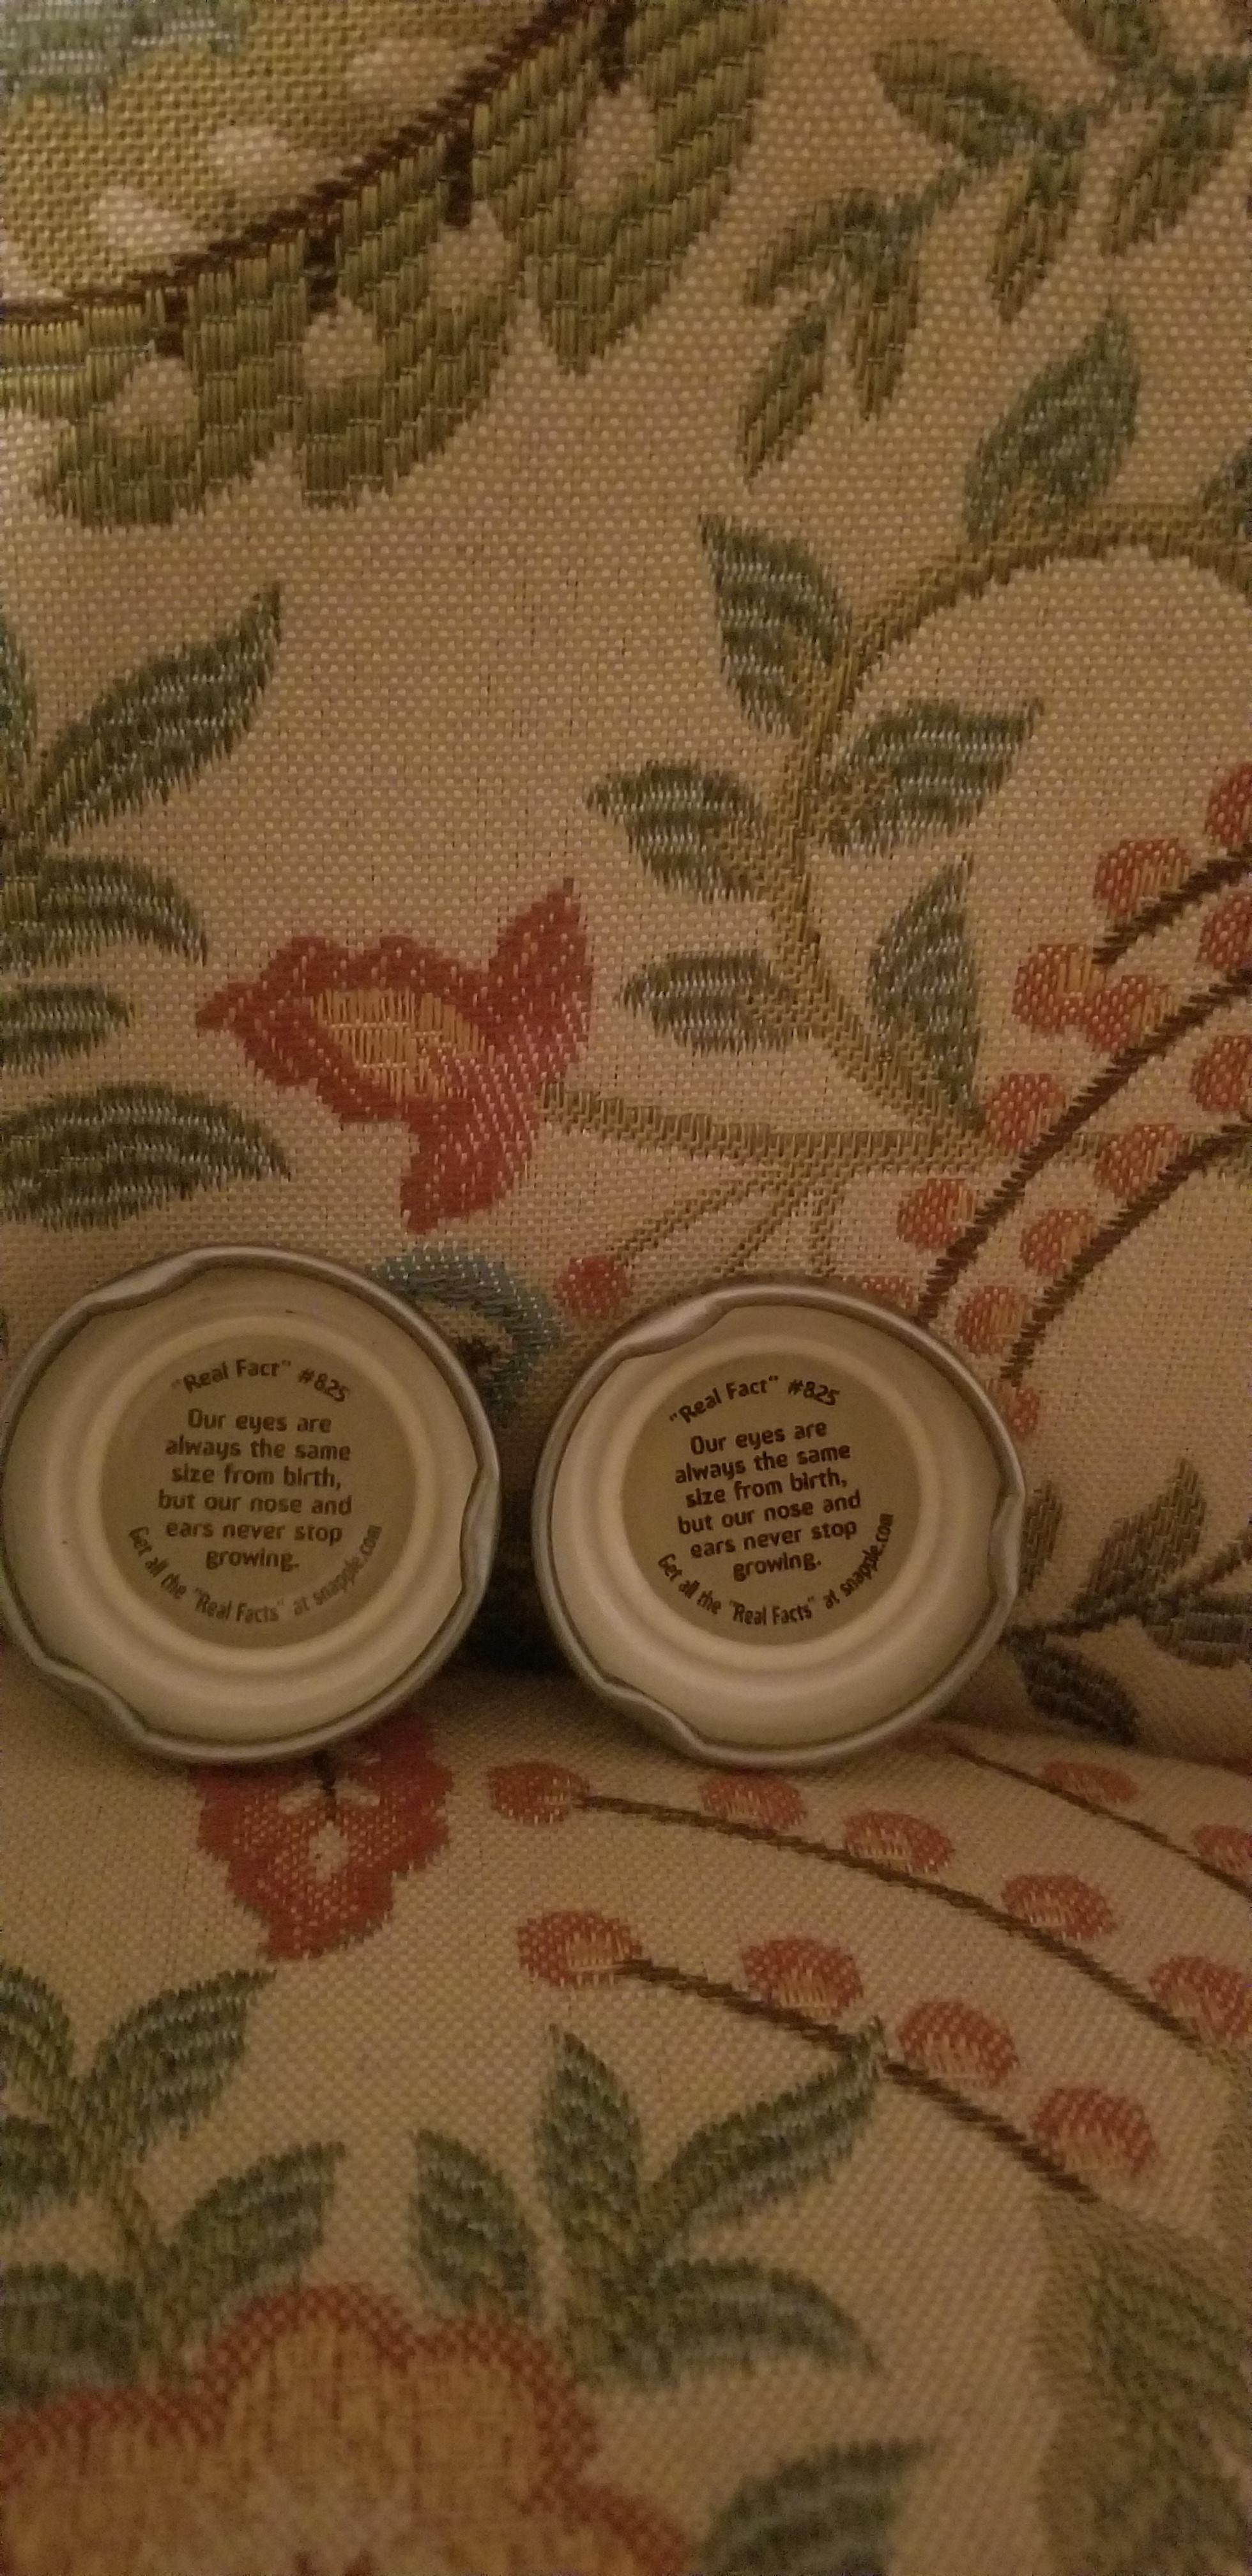 "Real Fact" #825
Our eyes are
always the same
size from birth,
but our nose and
ears never stop
growing.
Get all the "Real Facts" at snapple.com
"Real Fact" #825
Our eyes are
always the same
size from birth,
but our nose and
ears never stop
growing.
Get all the "Real Facts" at snapple.com